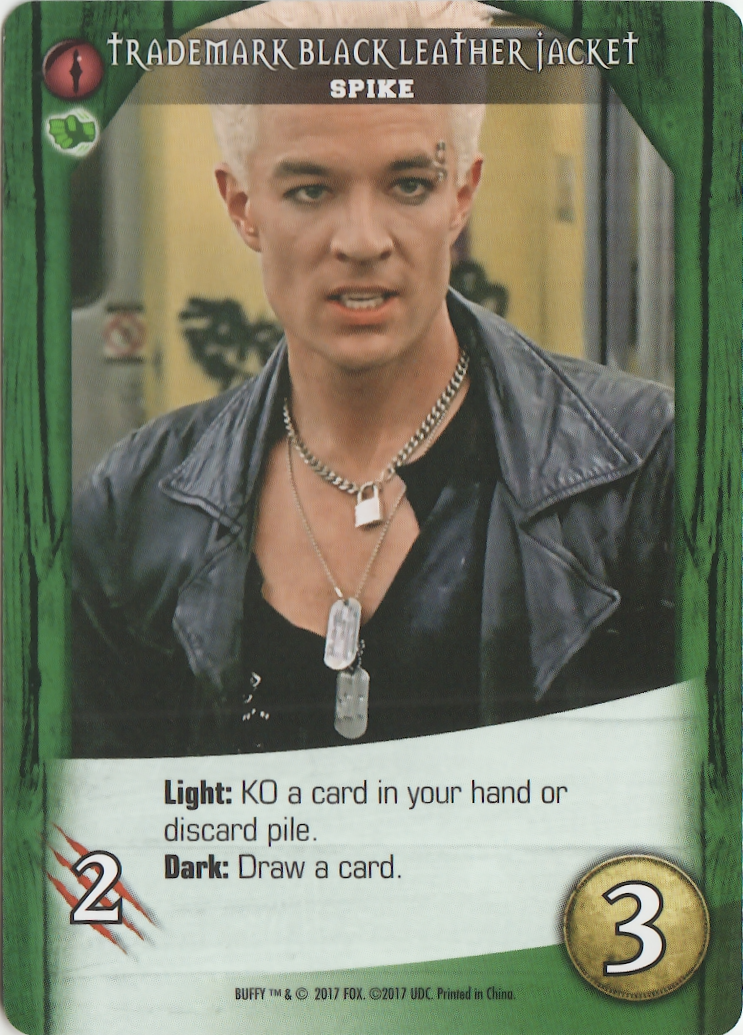 TRADEMARK BLACK LEATHER JACKET
SPIKE
Light: KO a card in your hand or
discard pile.
Dark: Draw a card.
2
3
BUFFY ™ & © 2017 FOX. ©2017 UDC. Printed in China.